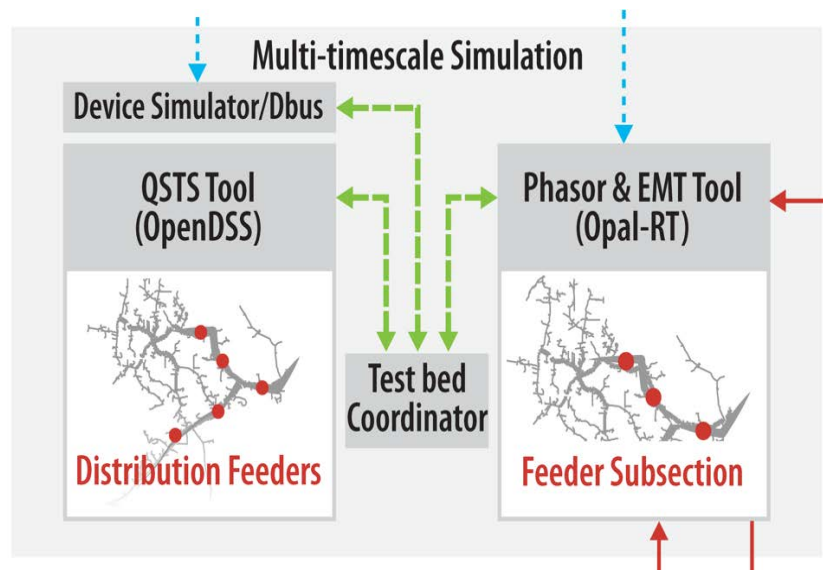 Multi-timescale Simulation
Device Simulator/Dbus
QSTS Tool
(OpenDSS)
Distribution Feeders
Test bed
Coordinator
Phasor & EMT Tool
(Opal-RT)
Feeder Subsection